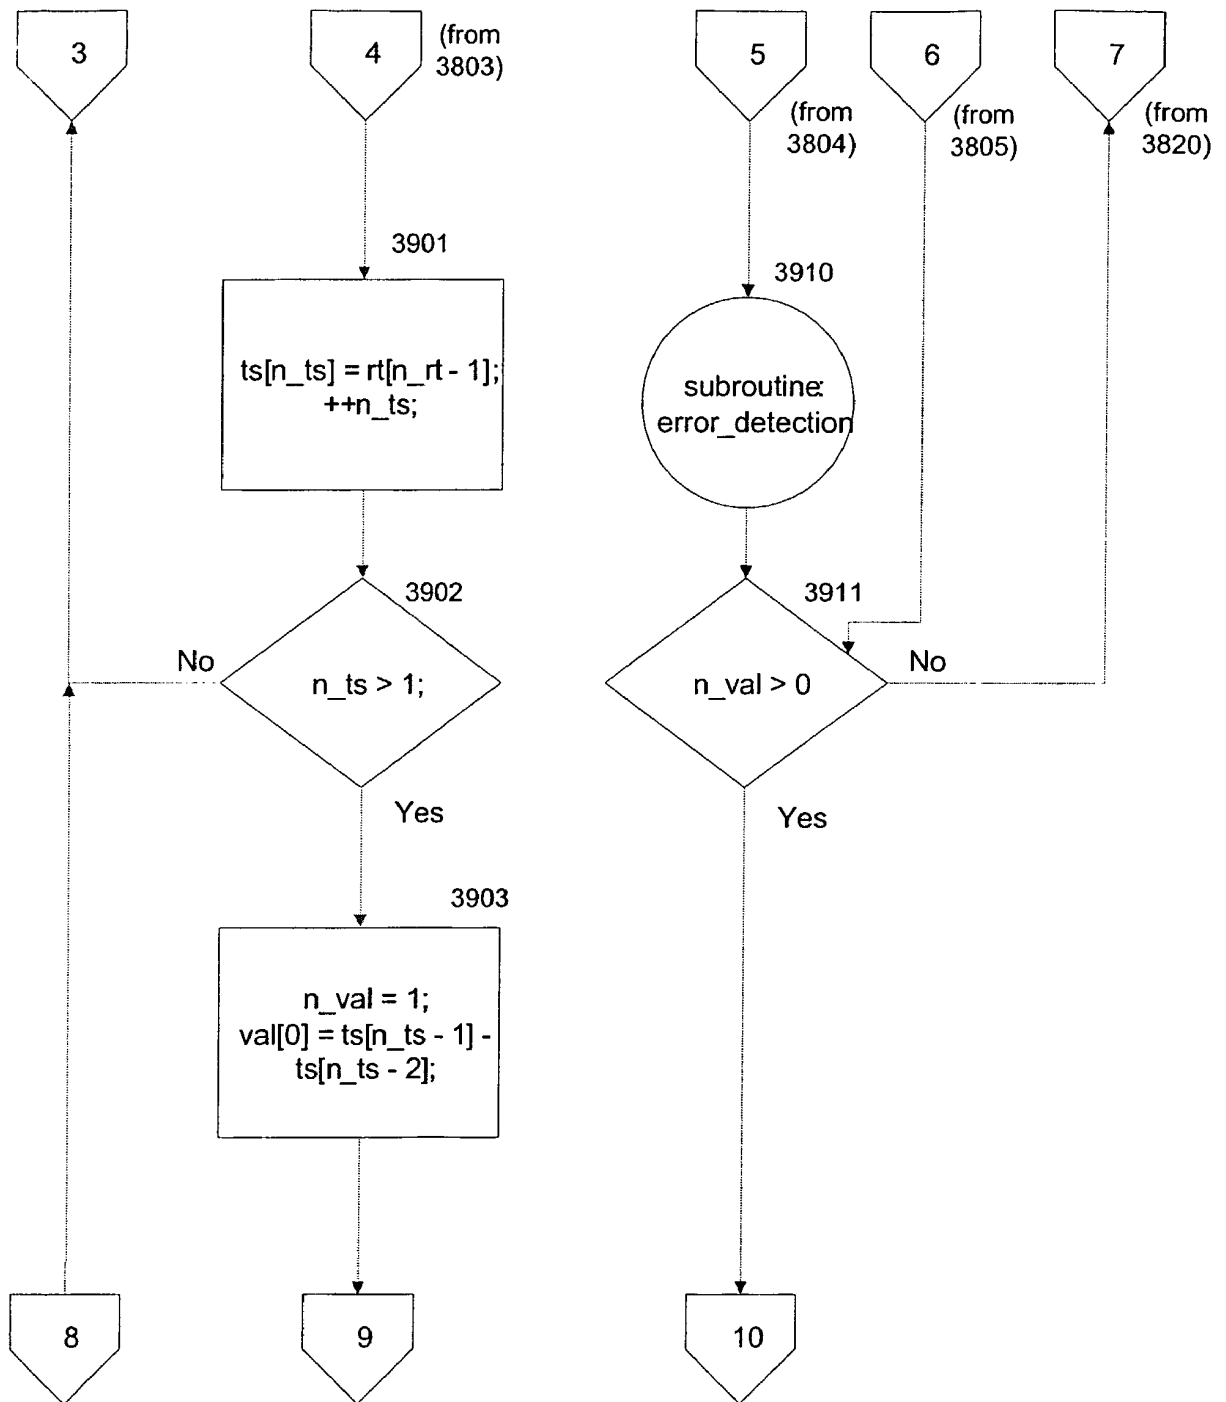 3
4
(from
3803)
5
(from
3804)
6
(from
3805)
7
(from
3820)
3901
ts[n_ts] = rt[n_rt - 1];
++n_ts;
3910
subroutine:
error_detection
3902
n_ts > 1;
No
Yes
3911
n_val > 0
No
Yes
3903
n_val = 1;
val[0] = ts[n_ts - 1] -
ts[n_ts - 2];
8
9
10